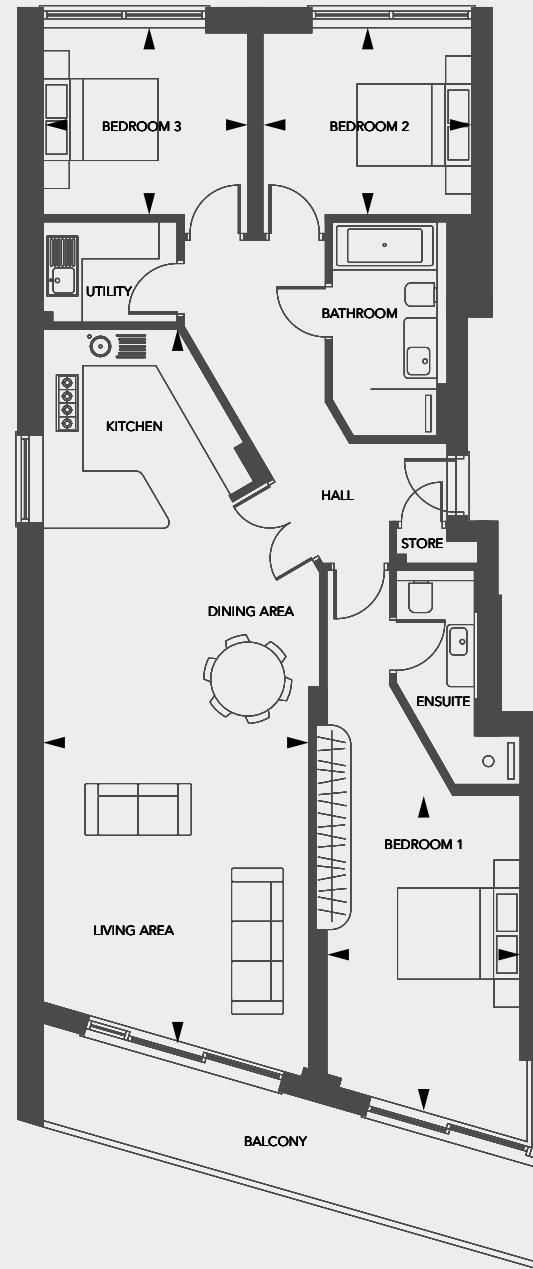 BEDROOM 3
BEDROOM 2
UTILITY
BATHROOM
KITCHEN
HALL
STORE
DINING AREA
ENSUITE
BEDROOM 1
LIVING AREA
BALCONY